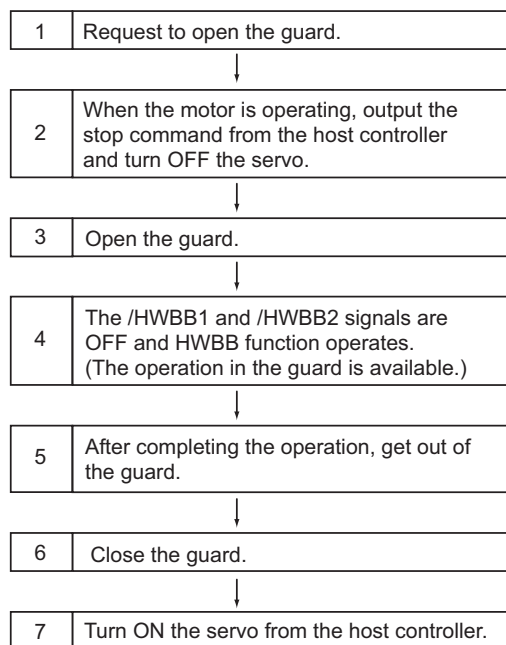 1 Request to open the guard.
2 When the motor is operating, output the
stop command from the host controller
and turn OFF the servo.
3 Open the guard.
4 The /HWBB1 and /HWBB2 signals are
OFF and HWBB function operates.
(The operation in the guard is available.)
5 After completing the operation, get out of
the guard.
6 Close the guard.
7 Turn ON the servo from the host controller.